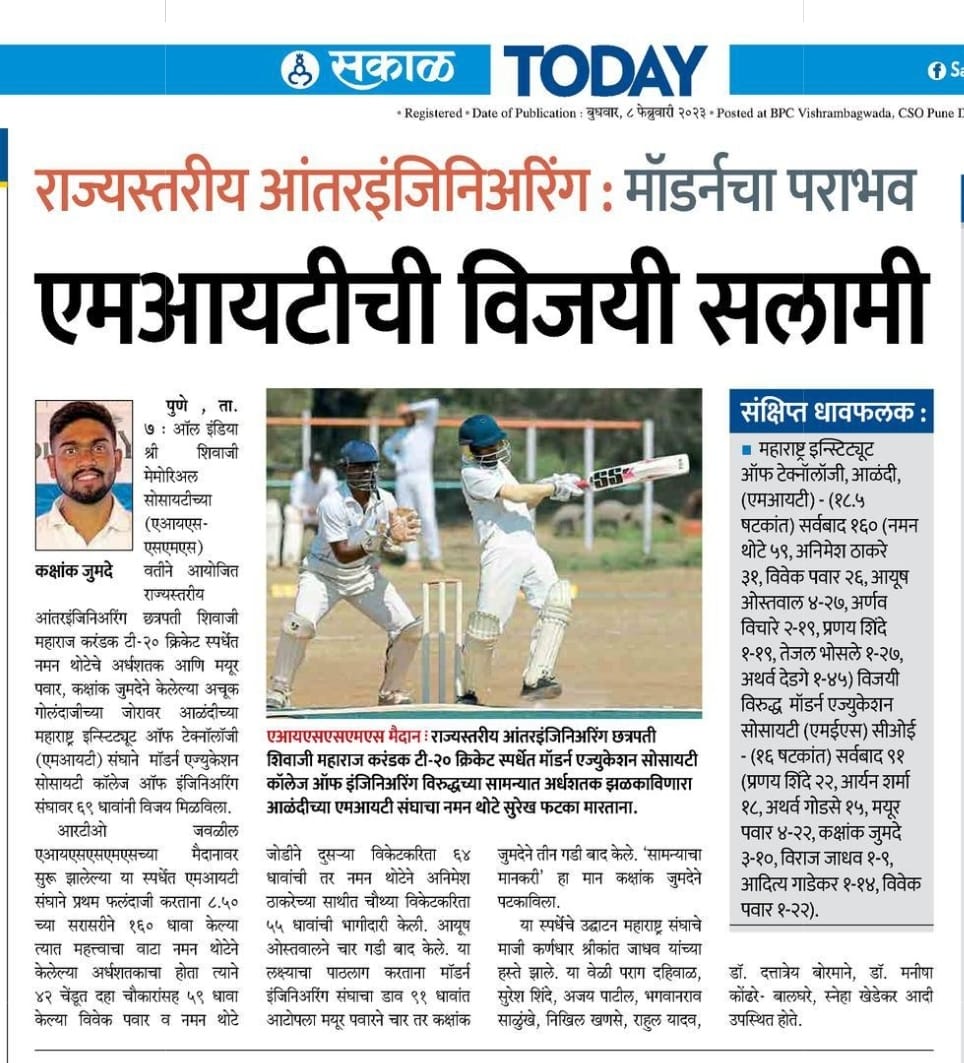 सकाळ TODAY
Sa
• Registered • Date of Publication : बुधवार, ८ फेब्रुवारी २०२३ • Posted at BPC Vishrambagwada, CSO Pune
राज्यस्तरीय आंतरइंजिनिअरिंग : मॉडर्नचा पराभव
एमआयटीची विजयी सलामी
कक्षांक जुमदे
पुणे , ता.
७ : ऑल इंडिया
श्री शिवाजी
मेमोरिअल
सोसायटीच्या
(एआयएस-
एसएमएस)
वतीने आयोजित
राज्यस्तरीय
आंतरइंजिनिअरिंग छत्रपती शिवाजी
महाराज करंडक टी-२० क्रिकेट स्पर्धेत
नमन थोटेचे अर्धशतक आणि मयूर
पवार, कक्षांक जुमदेने केलेल्या अचूक
गोलंदाजीच्या जोरावर आळंदीच्या
महाराष्ट्र इन्स्टिट्यूट ऑफ टेक्नॉलॉजी
(एमआयटी) संघाने मॉडर्न एज्युकेशन
सोसायटी कॉलेज ऑफ इंजिनिअरिंग
संघावर ६९ धावांनी विजय मिळविला.
आरटीओ जवळील
एआयएसएसएमएसच्या मैदानावर
सुरू झालेल्या या स्पर्धेत एमआयटी
संघाने प्रथम फलंदाजी करताना ८.५०
च्या सरासरीने १६० धावा केल्या
त्यात महत्त्वाचा वाटा नमन थोटेने
केलेल्या अर्धशतकाचा होता त्याने
४२ चेंडूत दहा चौकारांसह ५९ धावा
केल्या विवेक पवार व नमन थोटे
एआयएसएसएमएस मैदान : राज्यस्तरीय आंतरइंजिनिअरिंग छत्रपती
शिवाजी महाराज करंडक टी-२० क्रिकेट स्पर्धेत मॉडर्न एज्युकेशन सोसायटी
कॉलेज ऑफ इंजिनिअरिंग विरुद्धच्या सामन्यात अर्धशतक झळकाविणारा
आळंदीच्या एमआयटी संघाचा नमन थोटे सुरेख फटका मारताना.
जोडीने दुसऱ्या विकेटकरिता ६४
धावांची तर नमन थोटेने अनिमेश
ठाकरेच्या साथीत चौथ्या विकेटकरिता
५५ धावांची भागीदारी केली. आयूष
ओस्तवालने चार गडी बाद केले. या
लक्ष्याचा पाठलाग करताना मॉडर्न
इंजिनिअरिंग संघाचा डाव ९१ धावांत
आटोपला मयूर पवारने चार तर कक्षांक
जुमदेने तीन गडी बाद केले. ‘सामन्याचा
मानकरी’ हा मान कक्षांक जुमदेने
पटकाविला.
या स्पर्धेचे उद्घाटन महाराष्ट्र संघाचे
माजी कर्णधार श्रीकांत जाधव यांच्या
हस्ते झाले. या वेळी पराग दहिवाळ,
सुरेश शिंदे, अजय पाटील, भगवानराव
साळुंखे, निखिल खणसे, राहुल यादव,
डॉ. दत्तात्रेय बोरमाने, डॉ. मनीषा
कोंढरे- बालघरे, स्नेहा खेडेकर आदी
उपस्थित होते.
संक्षिप्त धावफलक :
▪ महाराष्ट्र इन्स्टिट्यूट
ऑफ टेक्नॉलॉजी, आळंदी,
(एमआयटी) - (१८.५
षटकांत) सर्वबाद १६० (नमन
थोटे ५९, अनिमेश ठाकरे
३१, विवेक पवार २६, आयूष
ओस्तवाल ४-२७, अर्णव
विचारे २-१९, प्रणय शिंदे
१-१९, तेजल भोसले १-२७,
अथर्व देडगे १-४५) विजयी
विरुद्ध मॉडर्न एज्युकेशन
सोसायटी (एमईएस) सीओई
- (१६ षटकांत) सर्वबाद ९१
(प्रणय शिंदे २२, आर्यन शर्मा
१८, अथर्व गोडसे १५, मयूर
पवार ४-२२, कक्षांक जुमदे
३-१०, विराज जाधव १-९,
आदित्य गाडेकर १-१४, विवेक
पवार १-२२).